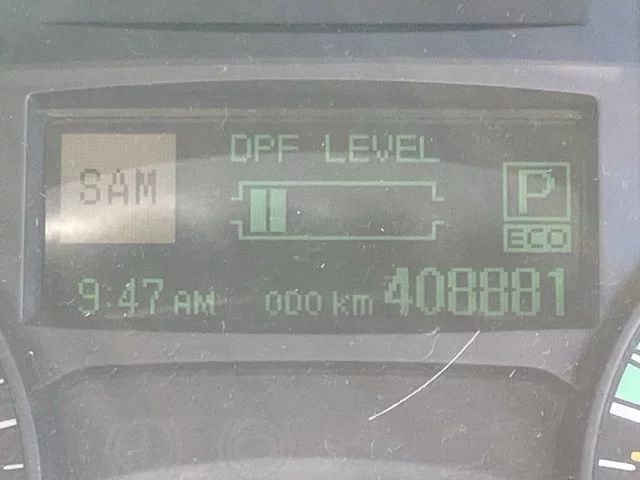 DPF LEVEL
SAM
P
ECO
9:47 AM ODO km 408881